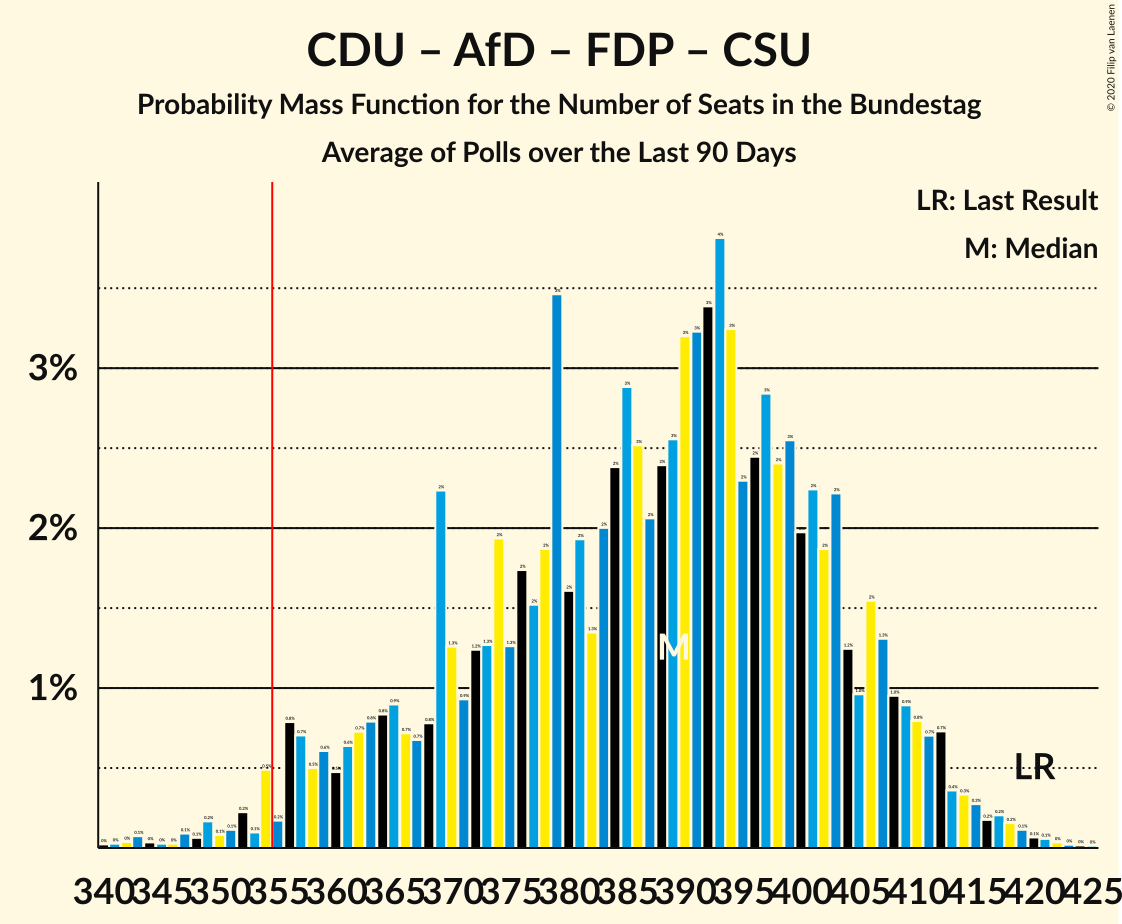 CDU – AfD – FDP – CSU
Probability Mass Function for the Number of Seats in the Bundestag
Average of Polls over the Last 90 Days
© 2020 Filip van Laenen
LR: Last Result
M: Median
3%
2%
1%
M
LR
340 345 350 355 360 365 370 375 380 385 390 395 400 405 410 415 420 425